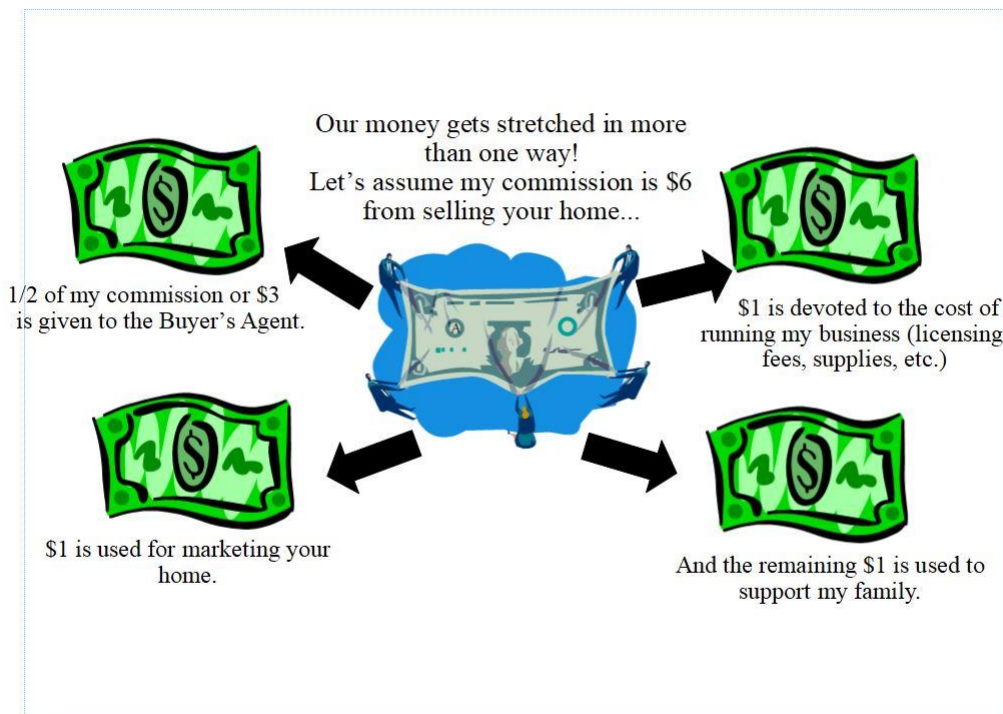 Our money gets stretched in more
than one way!
Let’s assume my commission is $6
from selling your home...
1/2 of my commission or $3
is given to the Buyer’s Agent.
$1 is devoted to the cost of
running my business (licensing
fees, supplies, etc.)
$1 is used for marketing your
home.
And the remaining $1 is used to
support my family.